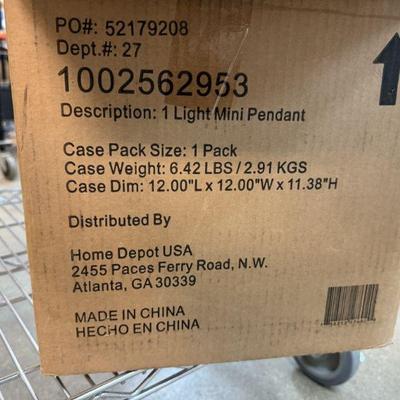 PO#: 52179208
Dept.#: 27
1002562953
Description: 1 Light Mini Pendant
Case Pack Size: 1 Pack
Case Weight: 6.42 LBS / 2.91 KGS
Case Dim: 12.00"L x 12.00"W x 11.38"H
Distributed By
Home Depot USA
2455 Paces Ferry Road, N.W.
Atlanta, GA 30339
MADE IN CHINA
HECHO EN CHINA